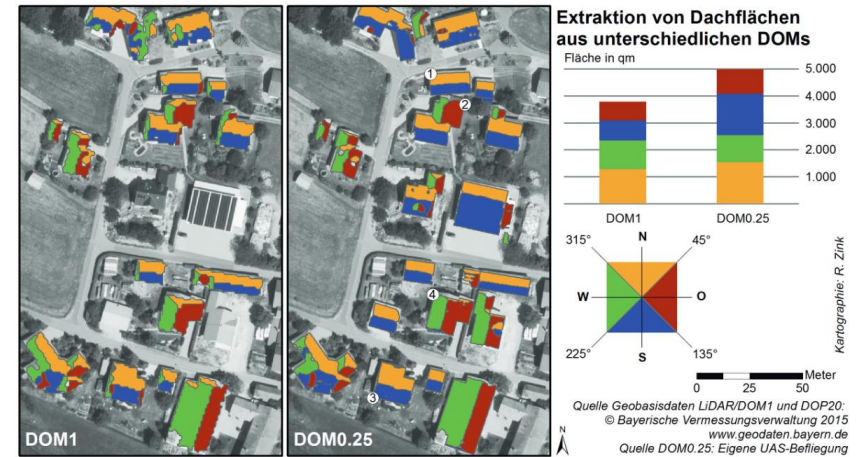 Extraktion von Dachflächen
aus unterschiedlichen DOMs
Fläche in qm
5.000
4.000
3.000
2.000
1.000
DOM1
DOM0.25
N
315°
45°
W
O
225°
135°
S
Meter
0
25
50
Kartographie: R. Zink
Quelle Geobasisdaten LiDAR/DOM1 und DOP20:
© Bayerische Vermessungsverwaltung 2015
www.geodaten.bayern.de
Quelle DOM0.25: Eigene UAS-Befliegung
N
1
2
4
3
DOM1
DOM0.25